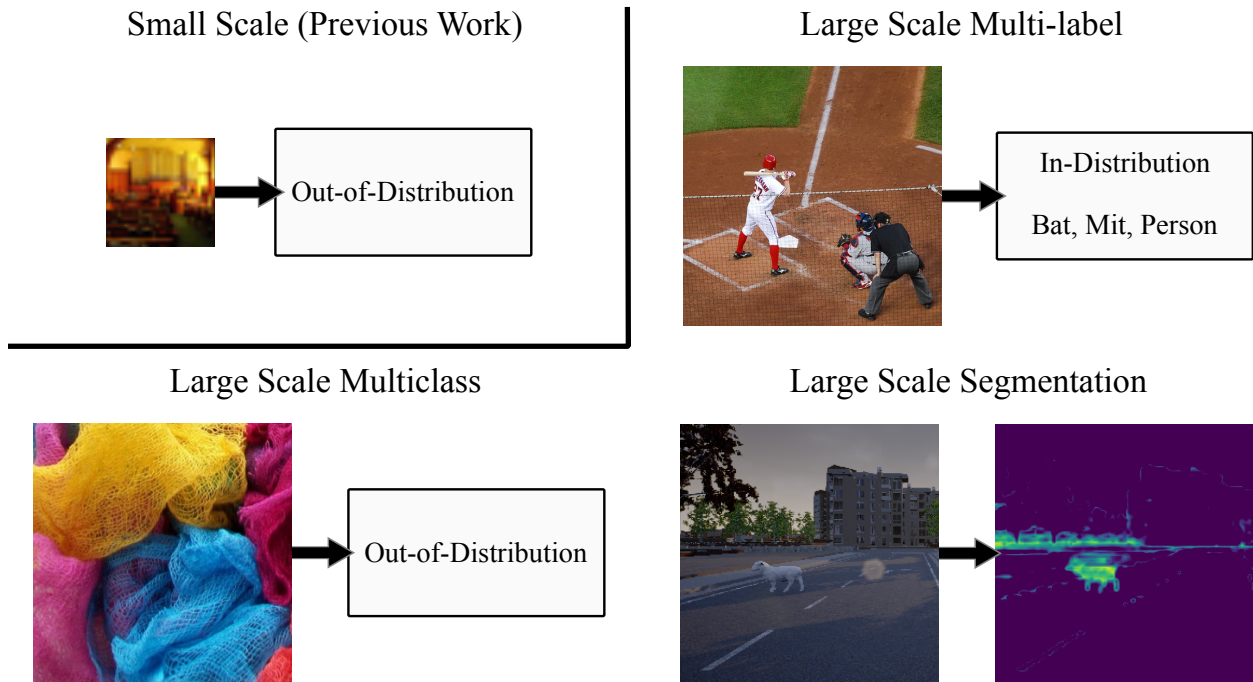 Small Scale (Previous Work)
Out-of-Distribution
Large Scale Multi-label
In-Distribution
Bat, Mit, Person
Large Scale Multiclass
Out-of-Distribution
Large Scale Segmentation